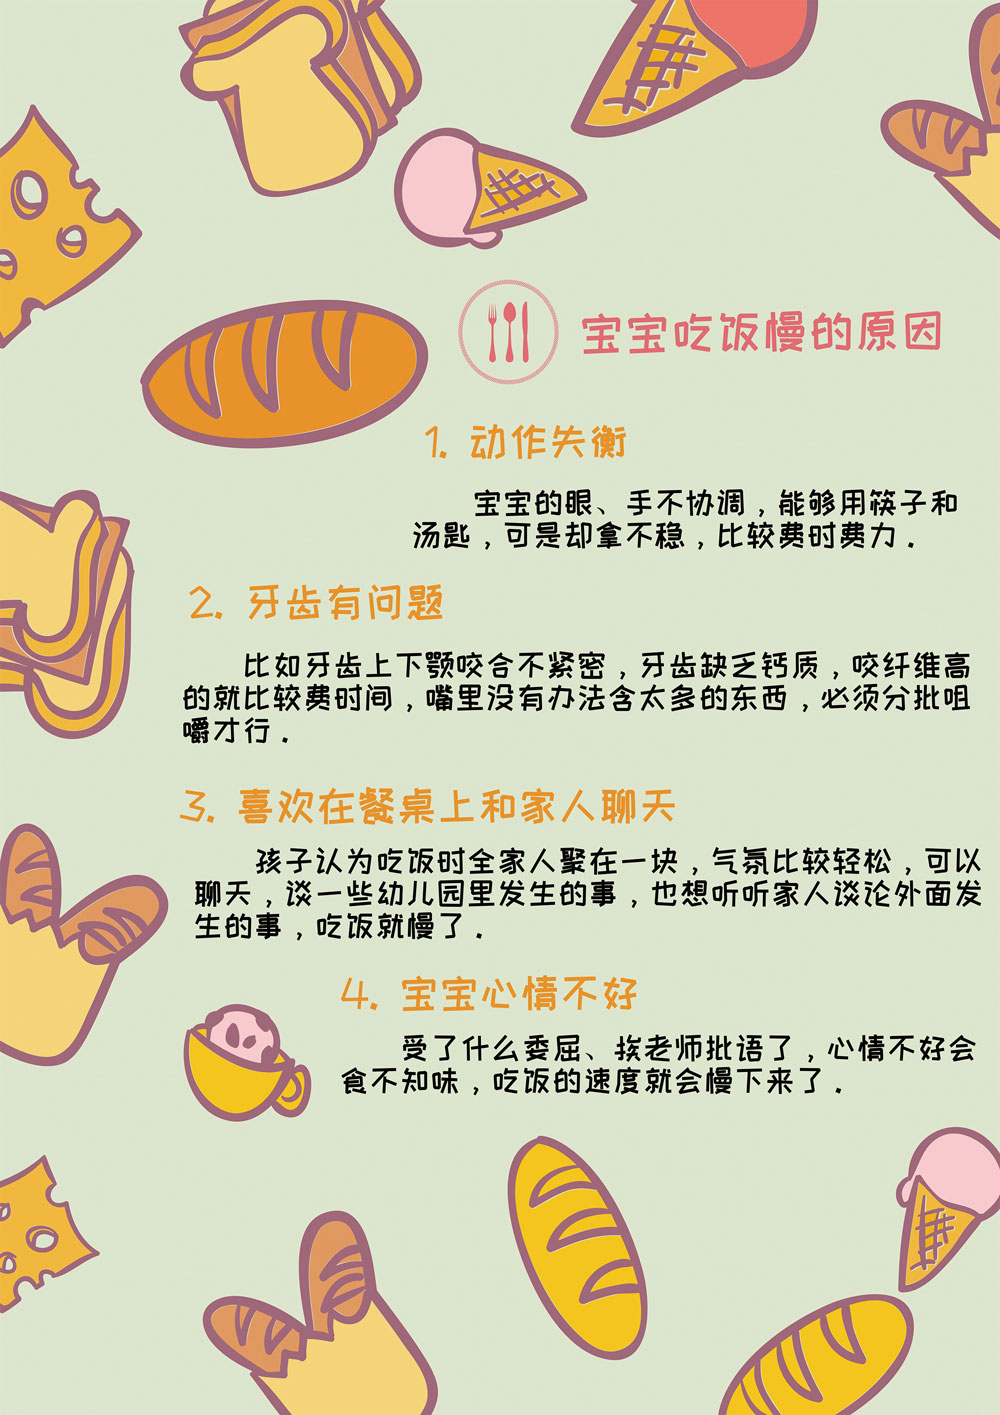 宝宝吃饭慢的原因
1. 动作失衡
宝宝的眼、手不协调，能够用筷子和
汤匙，可是却拿不稳，比较费时费力．
2. 牙齿有问题
比如牙齿上下颚咬合不紧密，牙齿缺乏钙质，咬纤维高
的就比较费时间，嘴里没有办法含太多的东西，必须分批咀
嚼才行．
3. 喜欢在餐桌上和家人聊天
孩子认为吃饭时全家人聚在一块，气氛比较轻松，可以
聊天，谈一些幼儿园里发生的事，也想听听家人谈论外面发
生的事，吃饭就慢了．
4. 宝宝心情不好
受了什么委屈、挨老师批语了，心情不好会
食不知味，吃饭的速度就会慢下来了．